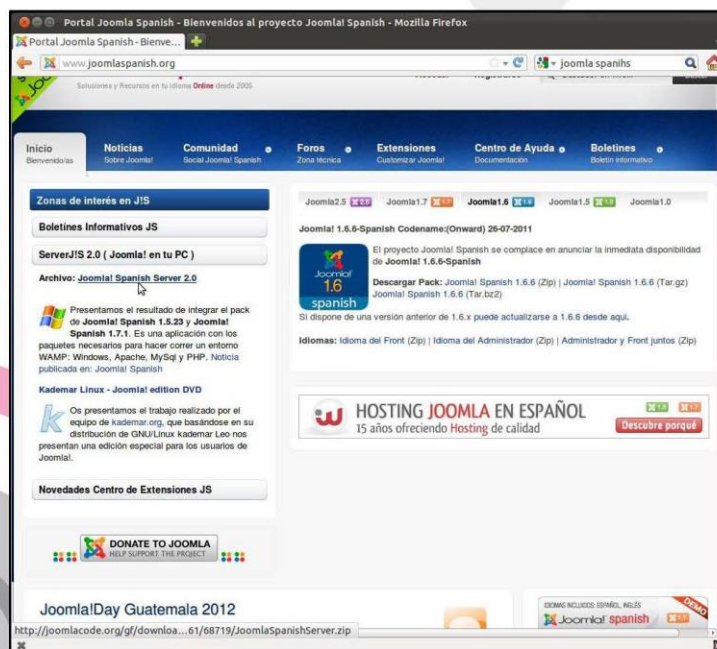 Portal Joomla Spanish - Bienvenidos al proyecto Joomla! Spanish - Mozilla Firefox
Portal Joomla Spanish - Bienve...
www.joomlaspanish.org
joomla spanihs
Soluciones y Recursos en tu idioma Online desde 2005
Inicio
Bienvenido/as
Noticias
Sobre Joomla!
Comunidad
Social Joomla! Spanish
Foros
Zona técnica
Extensiones
Customizar Joomla!
Centro de Ayuda
Documentación
Boletines
Boletín informativo
Zonas de interés en J!S
Boletínes Informativos JS
ServerJ!S 2.0 ( Joomla! en tu PC )
Archivo: Joomla! Spanish Server 2.0
Presentamos el resultado de integrar el pack
de Joomla! Spanish 1.5.23 y Joomla!
Spanish 1.7.1. Es una aplicación con los
paquetes necesarios para hacer correr un entorno
WAMP: Windows, Apache, MySql y PHP. Noticia
publicada en: Joomla! Spanish
Kademar Linux - Joomla! edition DVD
Os presentamos el trabajo realizado por el
equipo de kademar.org, que basándose en su
distribución de GNU/Linux kademar Leo nos
presentan una edición especial para los usuarios de
Joomla!.
Novedades Centro de Extensiones JS
DONATE TO JOOMLA
HELP SUPPORT THE PROJECT
Joomla2.5 2.5 Joomla1.7 1.7 Joomla1.6 1.6 Joomla1.5 1.5 Joomla1.0
Joomla! 1.6.6-Spanish Codename:(Onward) 26-07-2011
Joomla!
1.6
spanish
El proyecto Joomla! Spanish se complace en anunciar la inmediata disponibilidad
de Joomla! 1.6.6-Spanish
Descargar Pack: Joomla! Spanish 1.6.6 (Zip) | Joomla! Spanish 1.6.6 (Tar.gz)
Joomla! Spanish 1.6.6 (Tar.bz2)
Si dispone de una versión anterior de 1.6.x puede actualizarse a 1.6.6 desde aqui.
Idiomas: Idioma del Front (Zip) | Idioma del Administrador (Zip) | Administrador y Front juntos (Zip)
HOSTING JOOMLA EN ESPAÑOL
15 años ofreciendo Hosting de calidad
Descubre porqué
Joomla!Day Guatemala 2012
IDIOMAS INCLUIDOS: ESPAÑOL, INGLÉS
DEMO
Joomla! spanish
http://joomlacode.org/gf/downloa...61/68719/JoomlaSpanishServer.zip